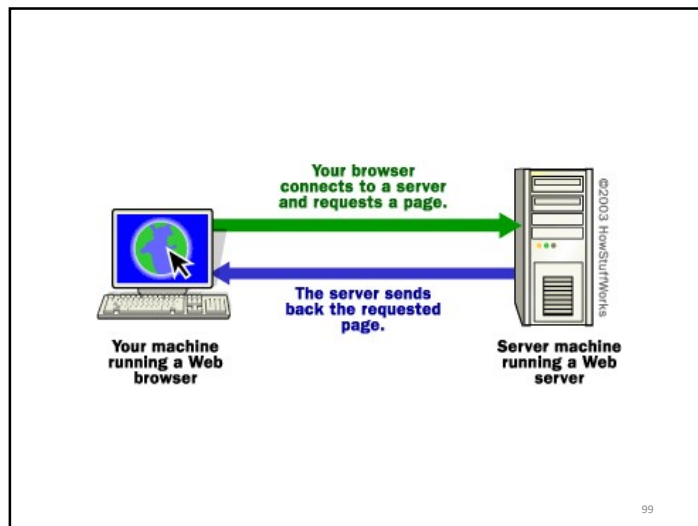 Your browser
connects to a server
and requests a page.
The server sends
back the requested
page.
Your machine
running a Web
browser
Server machine
running a Web
server
©2003 HowStuffWorks
99